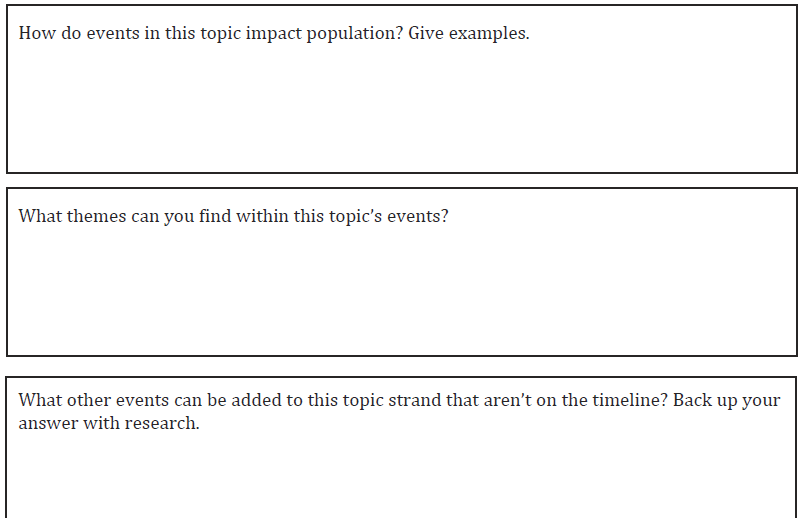 How do events in this topic impact population? Give examples.
What themes can you find within this topic’s events?
What other events can be added to this topic strand that aren’t on the timeline? Back up your
answer with research.